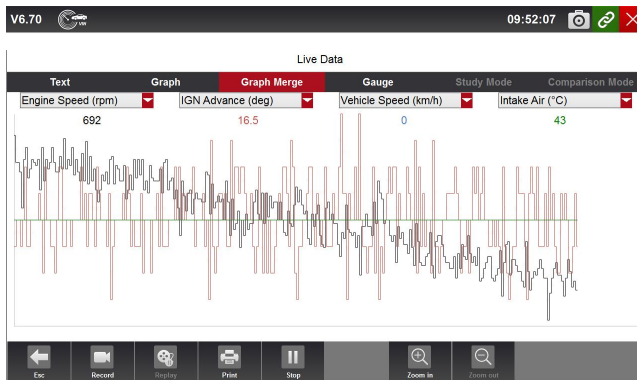 V6.70 VW 09:52:07
Live Data
Text Graph Graph Merge Gauge Study Mode Comparison Mode
Engine Speed (rpm) IGN Advance (deg) Vehicle Speed (km/h) Intake Air (°C)
692 16.5 0 43
Esc Record Replay Print Stop Zoom in Zoom out